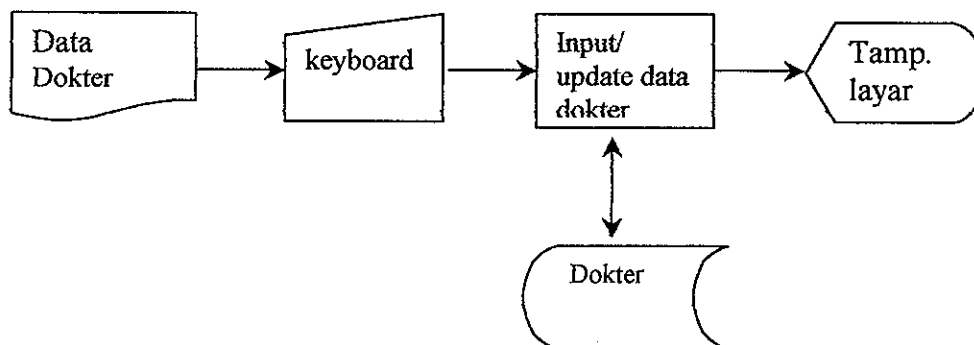 Data
Dokter
keyboard
Input/
update data
dokter
Tamp.
layar
Dokter